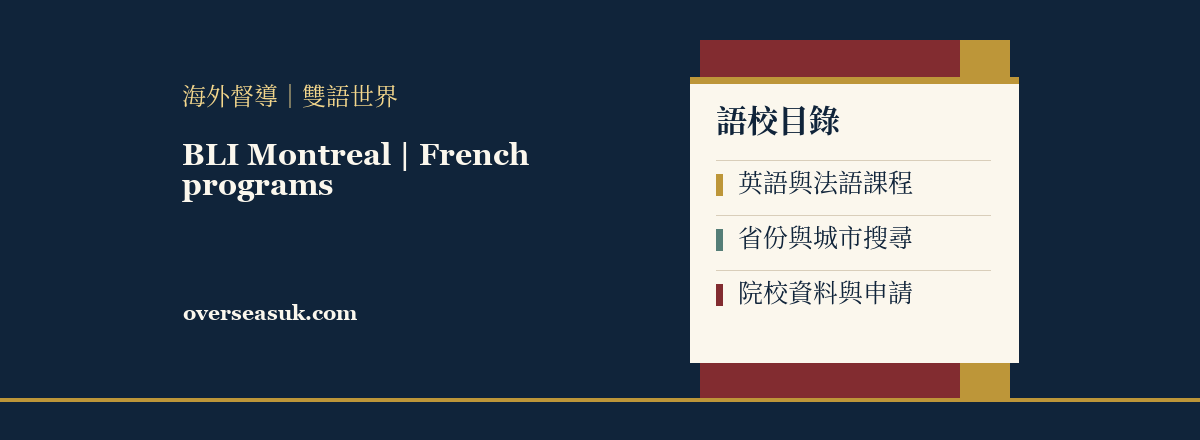 海外督導｜雙語世界
BLI Montreal | French
programs
overseasuk.com
語校目錄
英語與法語課程
省份與城市搜尋
院校資料與申請